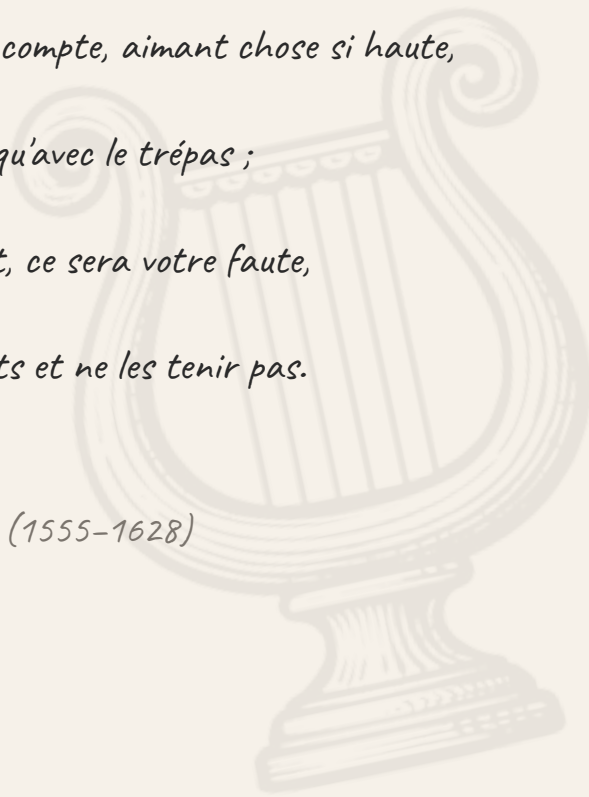 compte, aimant chose si haute,
qu'avec le trépas ;
, ce sera votre faute,
et ne les tenir pas.
(1555–1628)